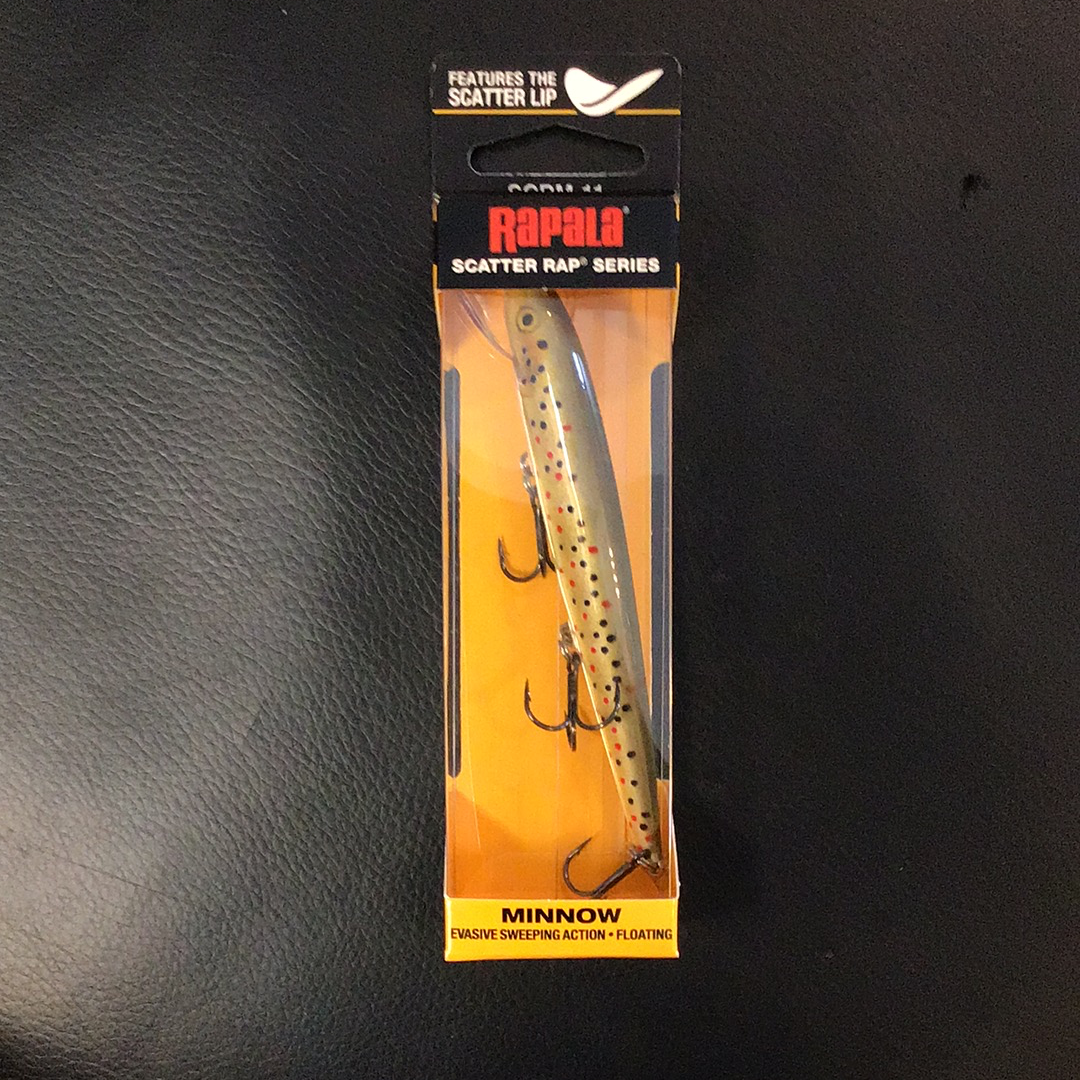 FEATURES THE
SCATTER LIP
RAPALA®
SCATTER RAP® SERIES
MINNOW
EVASIVE SWEEPING ACTION • FLOATING